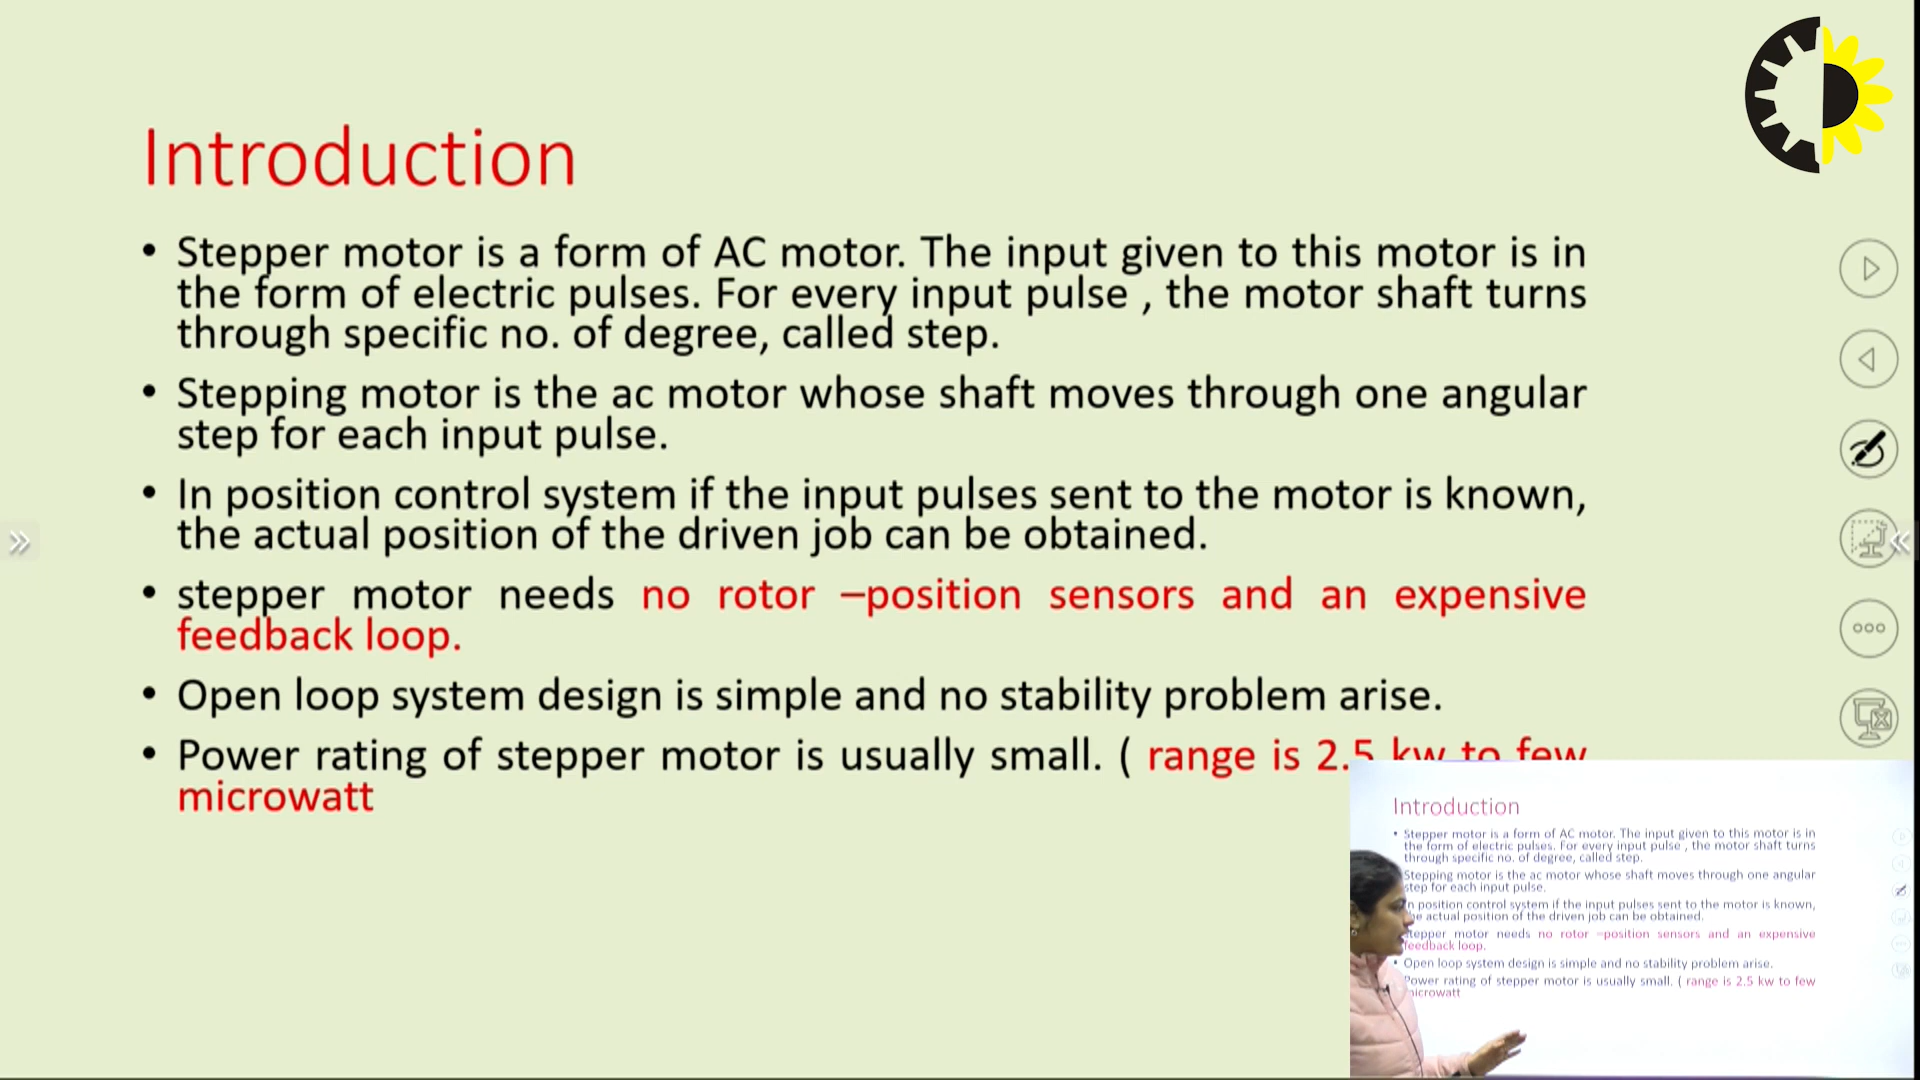 Introduction
• Stepper motor is a form of AC motor. The input given to this motor is in
the form of electric pulses. For every input pulse , the motor shaft turns
through specific no. of degree, called step.
• Stepping motor is the ac motor whose shaft moves through one angular
step for each input pulse.
• In position control system if the input pulses sent to the motor is known,
the actual position of the driven job can be obtained.
• stepper motor needs no rotor –position sensors and an expensive
feedback loop.
• Open loop system design is simple and no stability problem arise.
• Power rating of stepper motor is usually small. ( range is 2.5 kw to few
microwatt
Introduction
• Stepper motor is a form of AC motor. The input given to this motor is in
the form of electric pulses. For every input pulse , the motor shaft turns
through specific no. of degree, called step.
Stepping motor is the ac motor whose shaft moves through one angular
step for each input pulse.
n position control system if the input pulses sent to the motor is known,
he actual position of the driven job can be obtained.
tepper motor needs no rotor –position sensors and an expensive
feedback loop.
• Open loop system design is simple and no stability problem arise.
Power rating of stepper motor is usually small. ( range is 2.5 kw to few
icrowatt